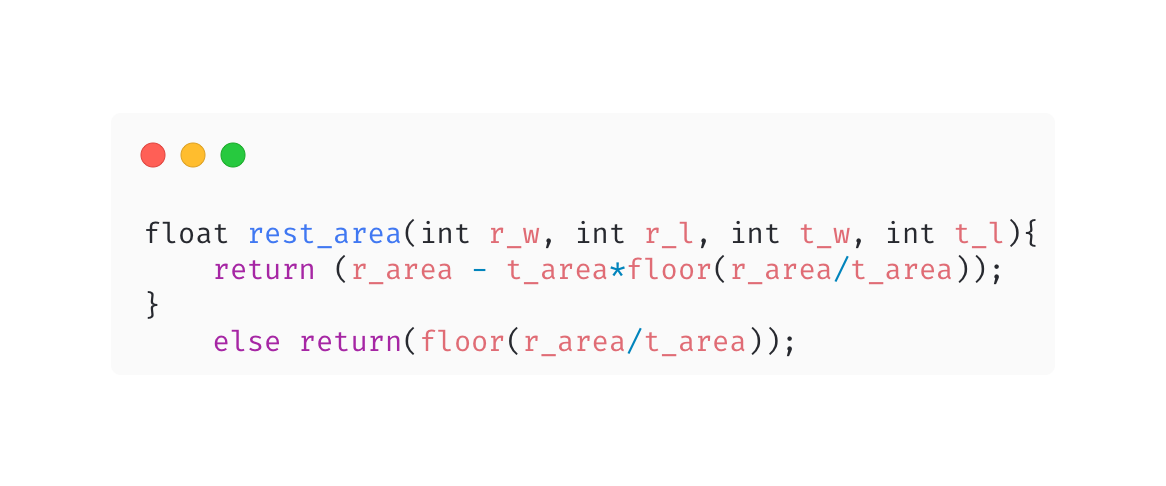 float rest_area(int r_w, int r_l, int t_w, int t_l){
    return (r_area - t_area*floor(r_area/t_area));
}
    else return(floor(r_area/t_area));